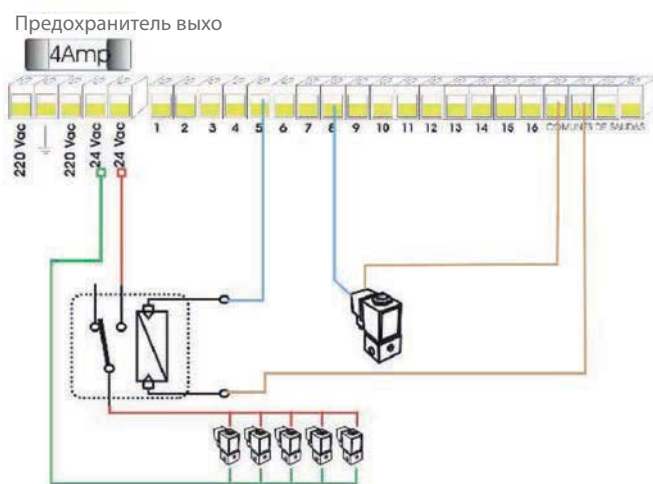 Предохранитель выхо
4Amp
220 Vac
220 Vac
24 Vac
24 Vac
1 2 3 4 5 6 7 8 9 10 11 12 13 14 15 16 COMUNES DE SALIDAS